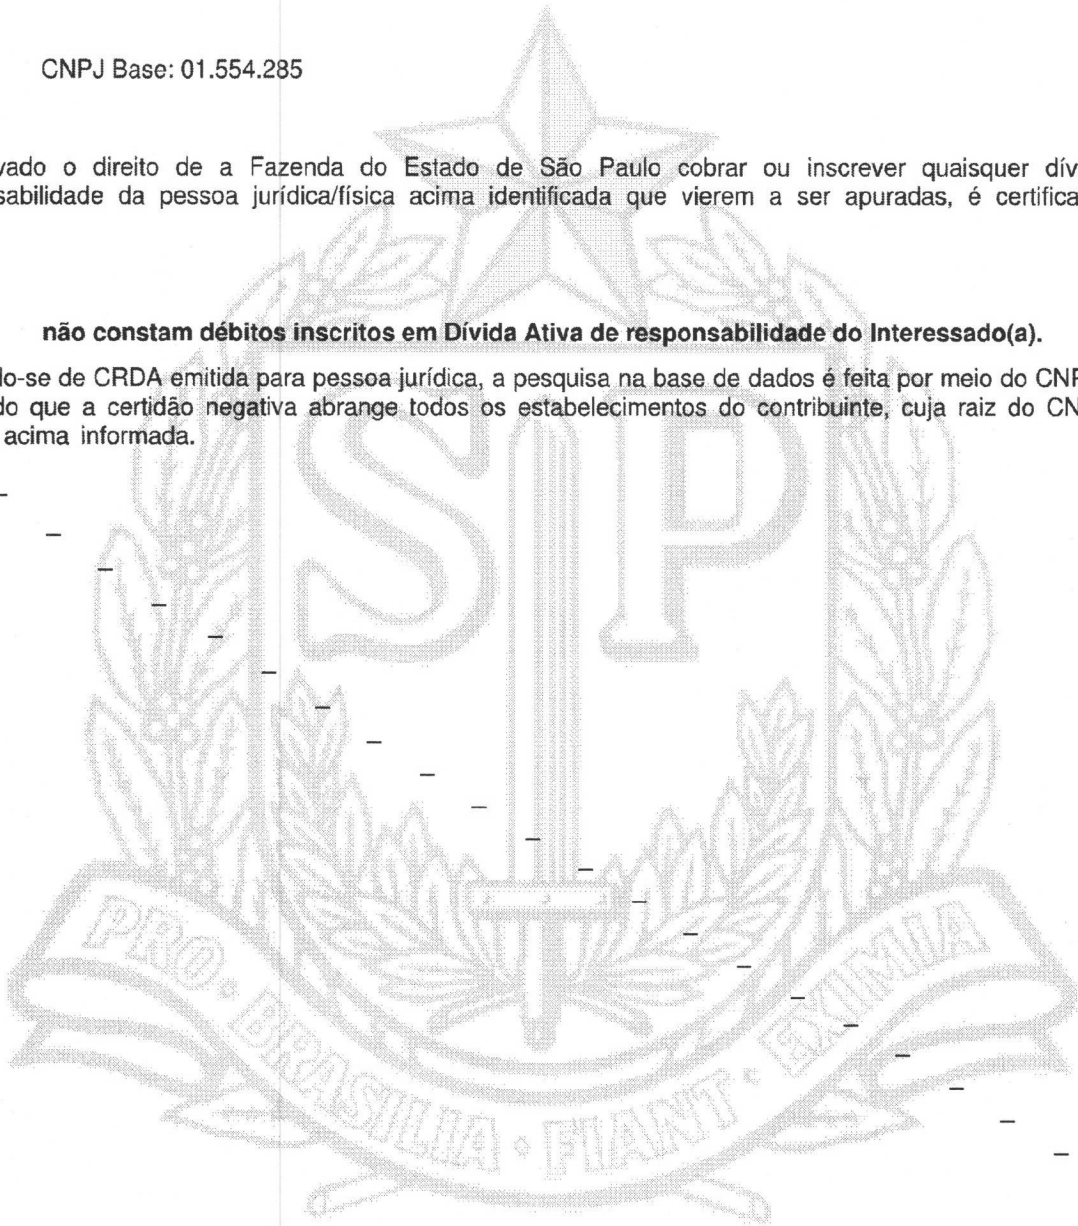 CNPJ Base: 01.554.285
vado o direito de a Fazenda do Estado de São Paulo cobrar ou inscrever quaisquer dív
sabilidade da pessoa jurídica/física acima identificada que vierem a ser apuradas, é certifica
não constam débitos inscritos em Dívida Ativa de responsabilidade do Interessado(a).
do-se de CRDA emitida para pessoa jurídica, a pesquisa na base de dados é feita por meio do CNP
do que a certidão negativa abrange todos os estabelecimentos do contribuinte, cuja raiz do CN
acima informada.
SP
PRO • BRASILIA • FIANT • EXIMIA